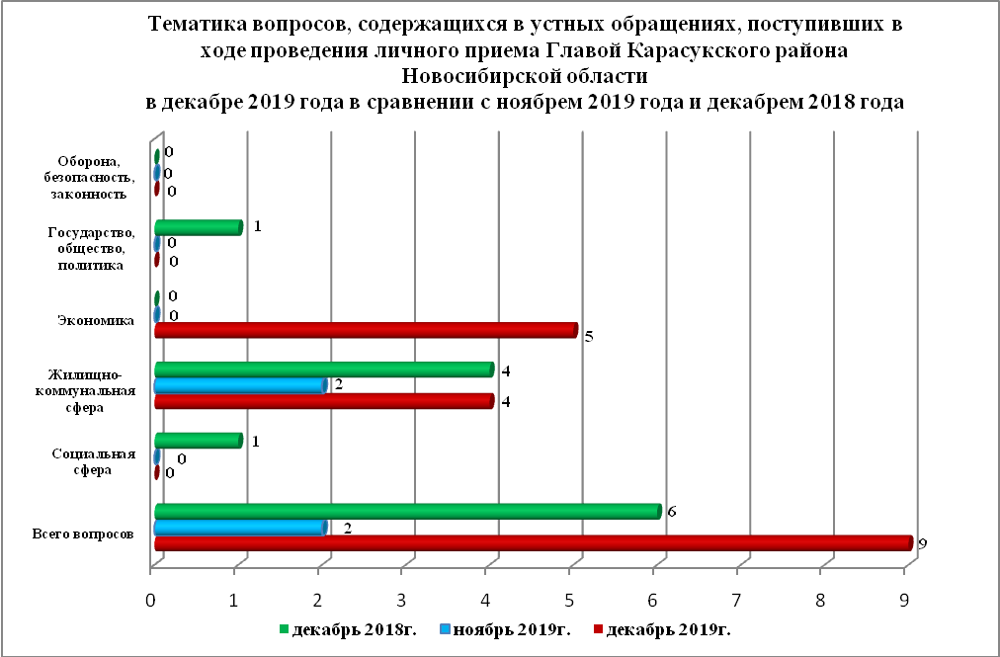 Тематика вопросов, содержащихся в устных обращениях, поступивших в
ходе проведения личного приема Главой Карасукского района
Новосибирской области
в декабре 2019 года в сравнении с ноябрем 2019 года и декабрем 2018 года
Оборона,
безопасность,
законность
0
0
0
Государство,
общество,
политика
1
0
0
Экономика
0
0
5
Жилищно-
коммунальная
сфера
4
2
4
Социальная
сфера
1
0
0
Всего вопросов
6
2
9
0 1 2 3 4 5 6 7 8 9
декабрь 2018г. ноябрь 2019г. декабрь 2019г.